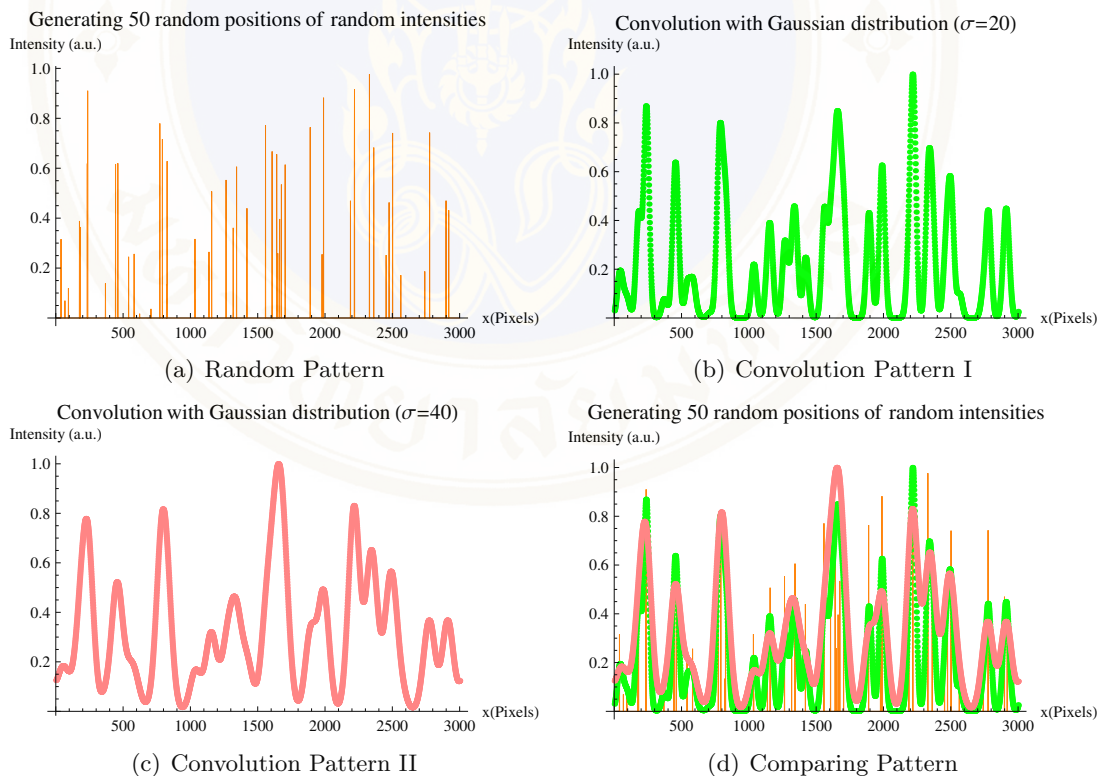 Generating 50 random positions of random intensities
Intensity (a.u.)
1.0
0.8
0.6
0.4
0.2
500 1000 1500 2000 2500 3000 x(Pixels)
(a) Random Pattern
Convolution with Gaussian distribution (σ=20)
Intensity (a.u.)
1.0
0.8
0.6
0.4
0.2
500 1000 1500 2000 2500 3000 x(Pixels)
(b) Convolution Pattern I
Convolution with Gaussian distribution (σ=40)
Intensity (a.u.)
1.0
0.8
0.6
0.4
0.2
500 1000 1500 2000 2500 3000 x(Pixels)
(c) Convolution Pattern II
Generating 50 random positions of random intensities
Intensity (a.u.)
1.0
0.8
0.6
0.4
0.2
500 1000 1500 2000 2500 3000 x(Pixels)
(d) Comparing Pattern